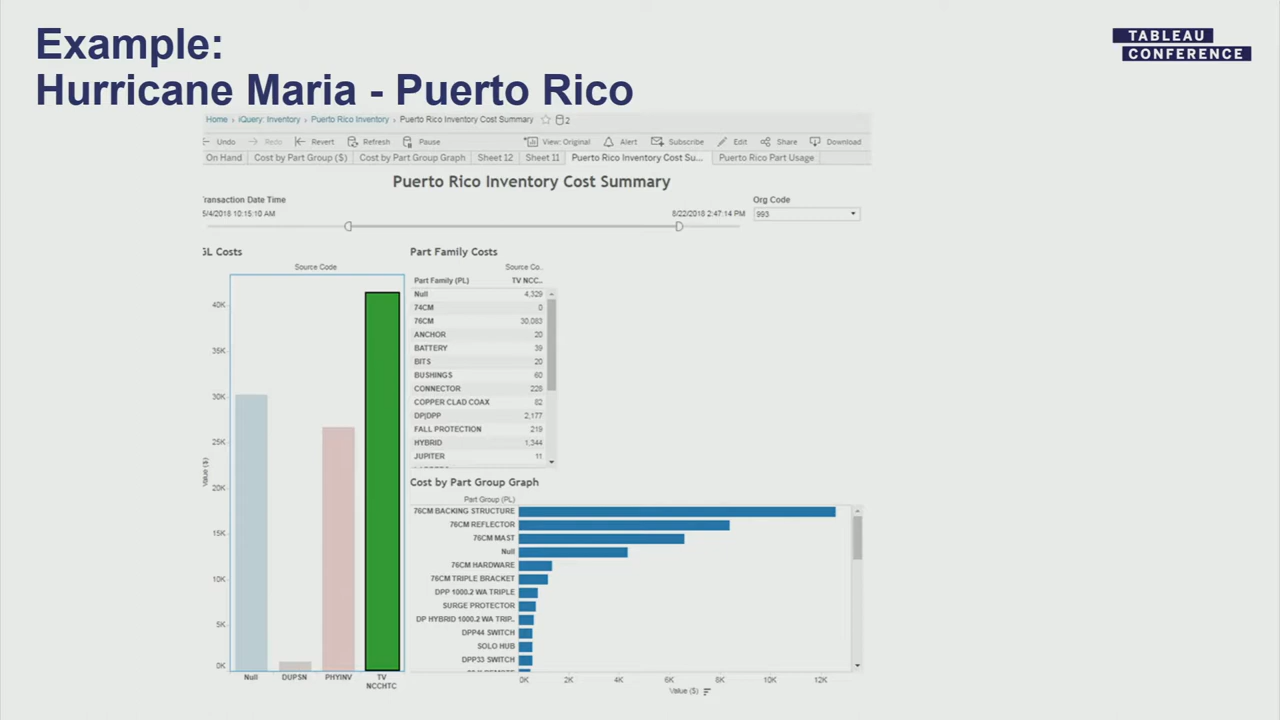 Example:
Hurricane Maria - Puerto Rico
TABLEAU
CONFERENCE
Home › iQuery: Inventory › Puerto Rico Inventory › Puerto Rico Inventory Cost Summary 2
Undo Redo Revert Refresh Pause View: Original Alert Subscribe Edit Share Download
On Hand Cost by Part Group ($) Cost by Part Group Graph Sheet 12 Sheet 11 Puerto Rico Inventory Cost Su... Puerto Rico Part Usage
Puerto Rico Inventory Cost Summary
Transaction Date Time
5/4/2018 10:15:10 AM 8/22/2018 2:47:14 PM
Org Code
993
GL Costs
Source Code
Value ($)
40K
35K
30K
25K
20K
15K
10K
5K
0K
Null DUPSN PHYINV TV NCCHTC
Part Family Costs
Source Co..
Part Family (PL) TV NCC..
Null 4,329
74CM 0
76CM 30,083
ANCHOR 20
BATTERY 39
BITS 20
BUSHINGS 60
CONNECTOR 226
COPPER CLAD COAX 82
DP|DPP 2,177
FALL PROTECTION 219
HYBRID 1,344
JUPITER 11
Cost by Part Group Graph
Part Group (PL)
76CM BACKING STRUCTURE
76CM REFLECTOR
76CM MAST
Null
76CM HARDWARE
76CM TRIPLE BRACKET
DPP 1000.2 WA TRIPLE
SURGE PROTECTOR
DP HYBRID 1000.2 WA TRIP..
DPP44 SWITCH
SOLO HUB
DPP33 SWITCH
0K 2K 4K 6K 8K 10K 12K
Value ($)